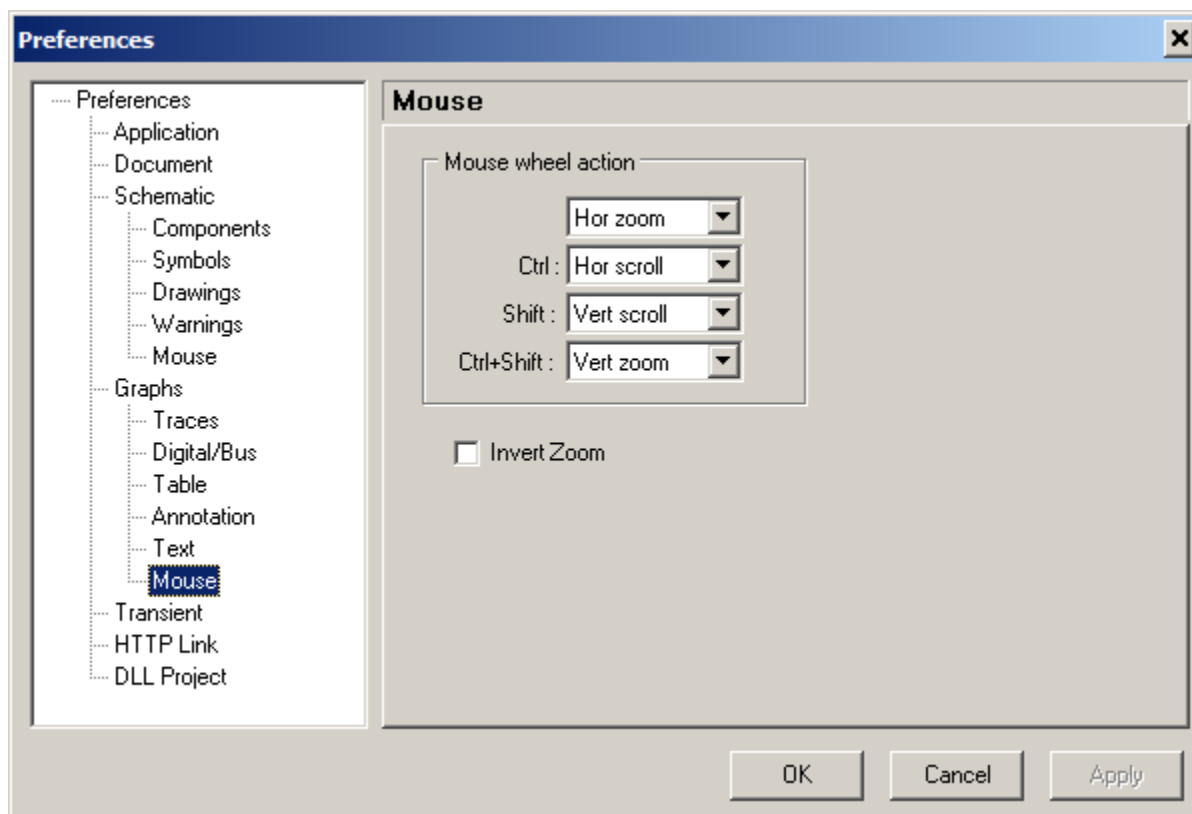 Preferences
Preferences
Application
Document
Schematic
Components
Symbols
Drawings
Warnings
Mouse
Graphs
Traces
Digital/Bus
Table
Annotation
Text
Mouse
Transient
HTTP Link
DLL Project
Mouse
Mouse wheel action
Hor zoom
Ctrl : Hor scroll
Shift : Vert scroll
Ctrl+Shift : Vert zoom
Invert Zoom
OK Cancel Apply